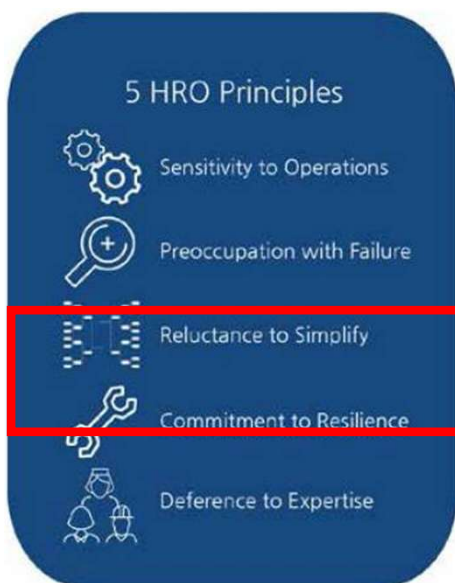 5 HRO Principles
Sensitivity to Operations
Preoccupation with Failure
Reluctance to Simplify
Commitment to Resilience
Deference to Expertise